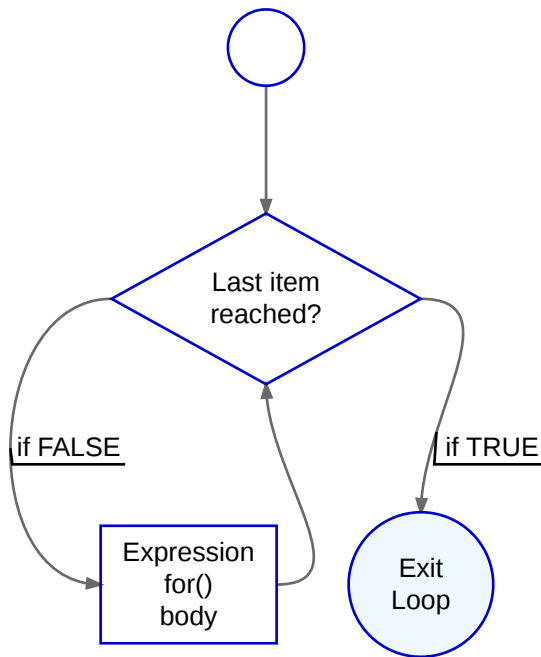 Last item
reached?
if FALSE
if TRUE
Expression
for()
body
Exit
Loop